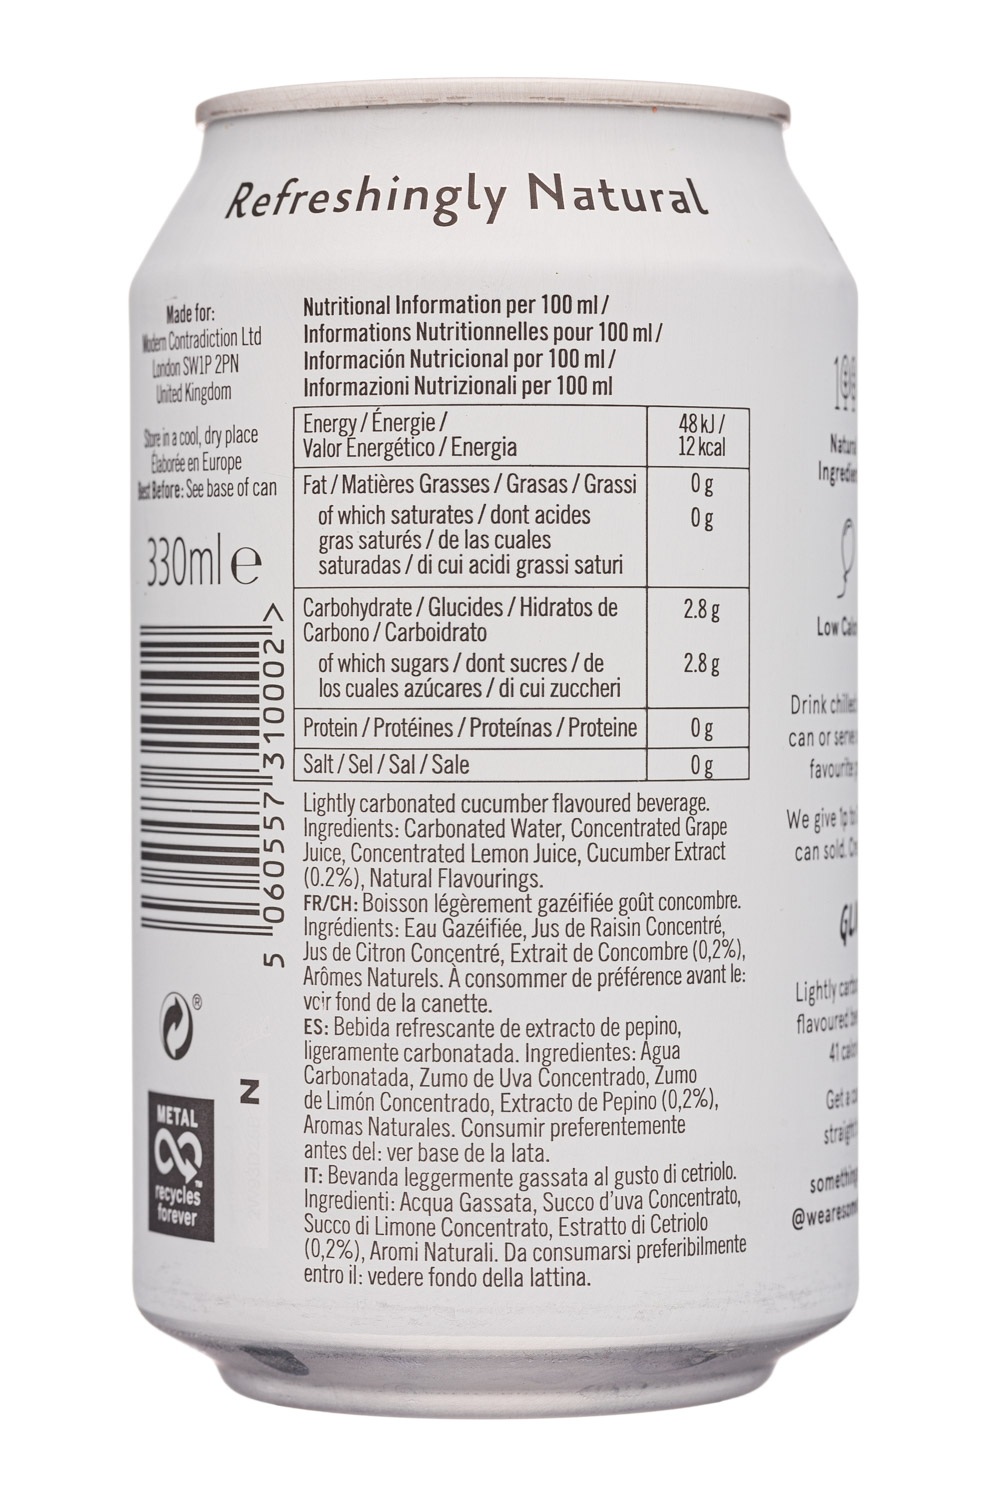 Refreshingly Natural
Made for:
Modern Contradiction Ltd
London SW1P 2PN
United Kingdom
Store in a cool, dry place
Élaborée en Europe
Best Before: See base of can
330ml e
5 060557 310002 >
®
N
METAL
recycles
forever
™
Nutritional Information per 100 ml /
Informations Nutritionnelles pour 100 ml /
Información Nutricional por 100 ml /
Informazioni Nutrizionali per 100 ml
Energy / Énergie / 48 kJ /
Valor Energético / Energia 12 kcal
Fat / Matières Grasses / Grasas / Grassi 0 g
of which saturates / dont acides 0 g
gras saturés / de las cuales
saturadas / di cui acidi grassi saturi
Carbohydrate / Glucides / Hidratos de 2.8 g
Carbono / Carboidrato
of which sugars / dont sucres / de 2.8 g
los cuales azúcares / di cui zuccheri
Protein / Protéines / Proteínas / Proteine 0 g
Salt / Sel / Sal / Sale 0 g
Lightly carbonated cucumber flavoured beverage.
Ingredients: Carbonated Water, Concentrated Grape
Juice, Concentrated Lemon Juice, Cucumber Extract
(0.2%), Natural Flavourings.
FR/CH: Boisson légèrement gazéifiée goût concombre.
Ingrédients: Eau Gazéifiée, Jus de Raisin Concentré,
Jus de Citron Concentré, Extrait de Concombre (0,2%),
Arômes Naturels. À consommer de préférence avant le:
voir fond de la canette.
ES: Bebida refrescante de extracto de pepino,
ligeramente carbonatada. Ingredientes: Agua
Carbonatada, Zumo de Uva Concentrado, Zumo
de Limón Concentrado, Extracto de Pepino (0,2%),
Aromas Naturales. Consumir preferentemente
antes del: ver base de la lata.
IT: Bevanda leggermente gassata al gusto di cetriolo.
Ingredienti: Acqua Gassata, Succo d'uva Concentrato,
Succo di Limone Concentrato, Estratto di Cetriolo
(0,2%), Aromi Naturali. Da consumarsi preferibilmente
entro il: vedere fondo della lattina.
Low
Drink chilled
can or
favourite
We give 1p
can sold.
Lightly
flavoured
41
Get a